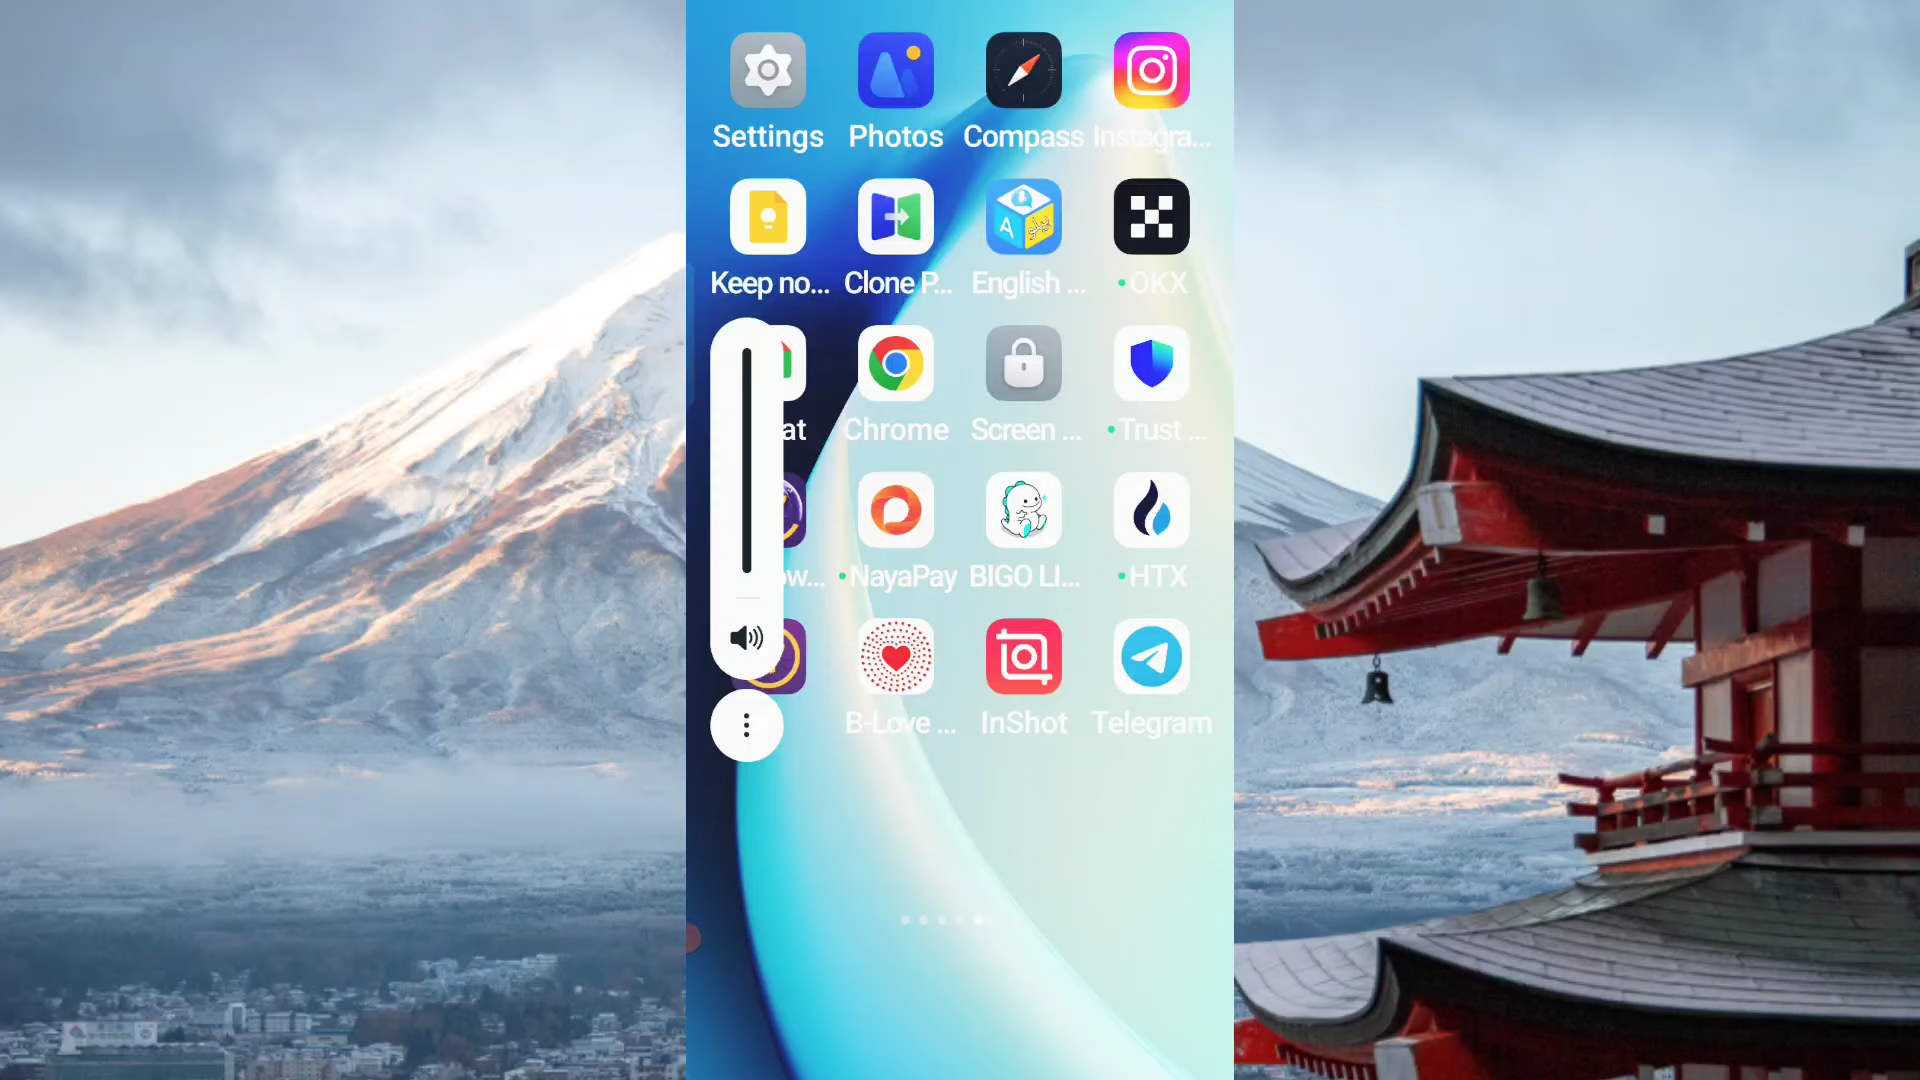 Settings Photos Compass Instagra...
Keep no... Clone P... English ... OKX
at Chrome Screen ... Trust ...
ow... NayaPay BIGO LI... HTX
B-Love ... InShot Telegram